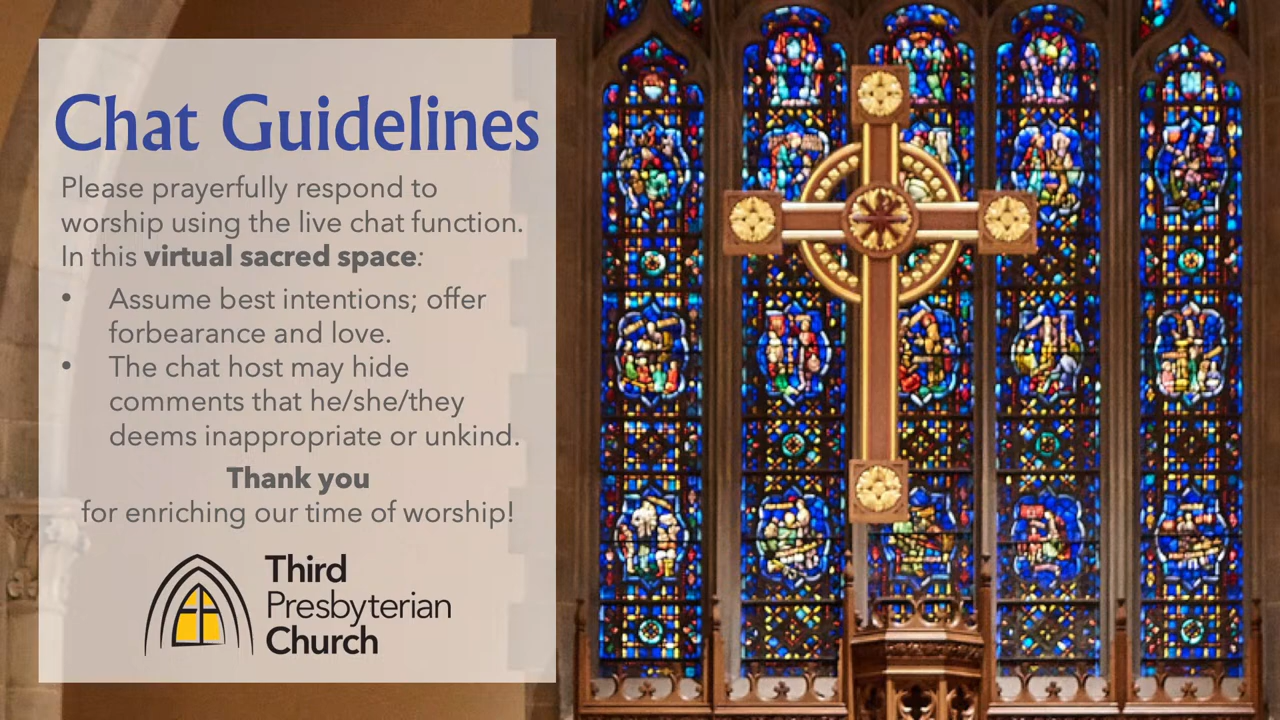 Chat Guidelines
Please prayerfully respond to
worship using the live chat function.
In this virtual sacred space:
• Assume best intentions; offer
forbearance and love.
• The chat host may hide
comments that he/she/they
deems inappropriate or unkind.
Thank you
for enriching our time of worship!
Third
Presbyterian
Church